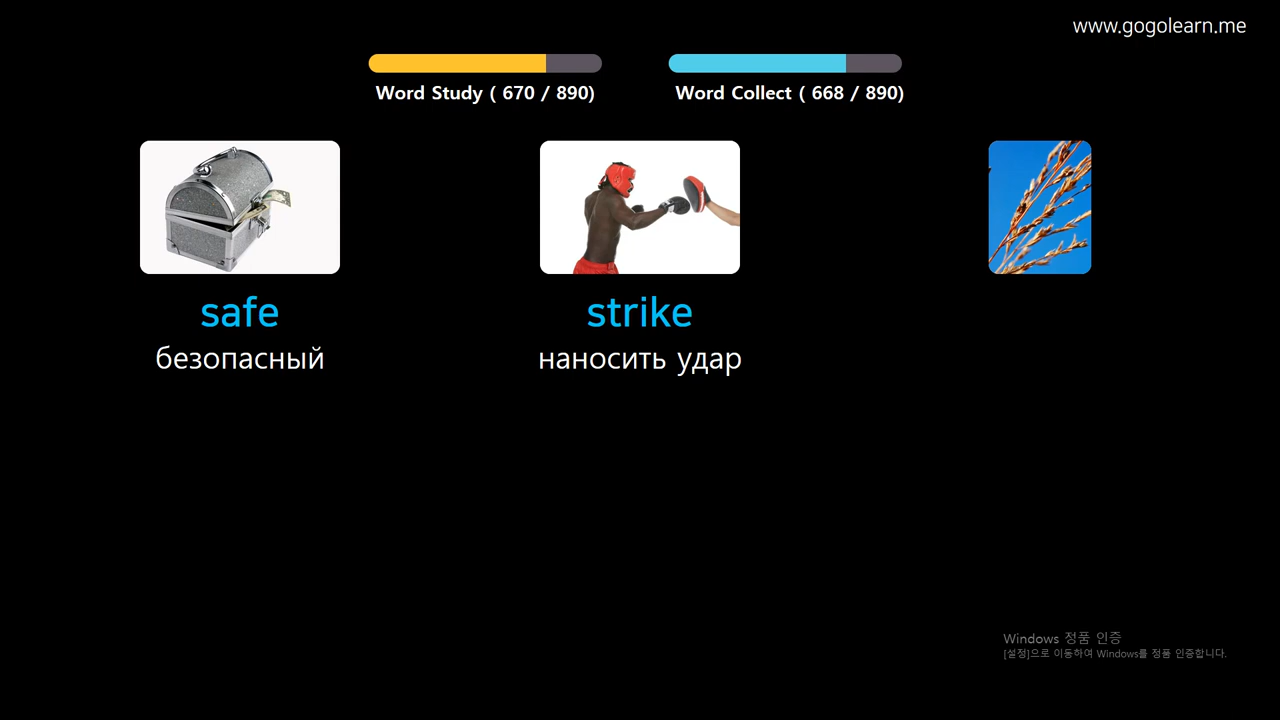 www.gogolearn.me
Word Study ( 670 / 890)
Word Collect ( 668 / 890)
safe
безопасный
strike
наносить удар
Windows 정품 인증
[설정]으로 이동하여 Windows를 정품 인증합니다.